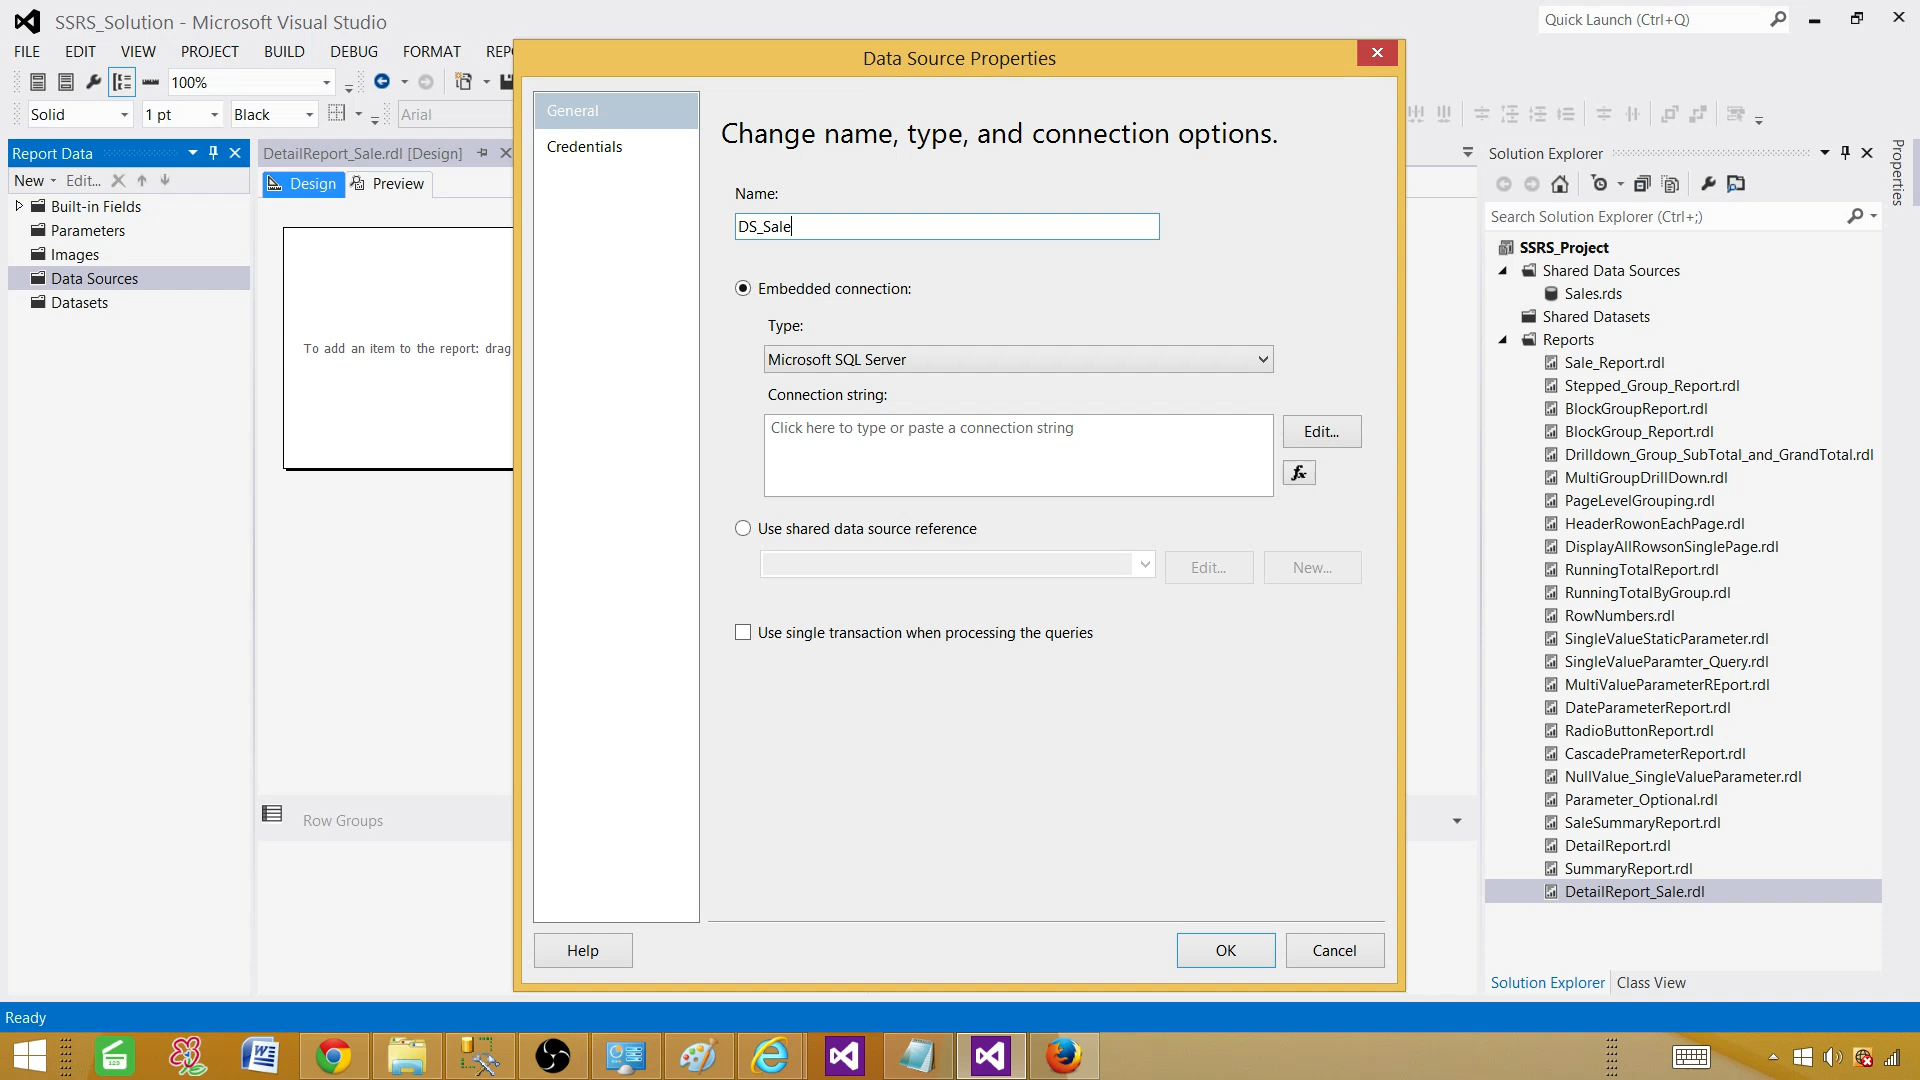 SSRS_Solution - Microsoft Visual Studio
Quick Launch (Ctrl+Q)
FILE EDIT VIEW PROJECT BUILD DEBUG FORMAT
100%
Solid 1 pt Black Arial
Report Data
New Edit...
Built-in Fields
Parameters
Images
Data Sources
Datasets
DetailReport_Sale.rdl [Design]
Design Preview
To add an item to the report: drag
Row Groups
Data Source Properties
General
Credentials
Change name, type, and connection options.
Name:
DS_Sale
Embedded connection:
Type:
Microsoft SQL Server
Connection string:
Click here to type or paste a connection string
Edit...
fx
Use shared data source reference
Edit... New...
Use single transaction when processing the queries
Help OK Cancel
Solution Explorer
Search Solution Explorer (Ctrl+;)
SSRS_Project
Shared Data Sources
Sales.rds
Shared Datasets
Reports
Sale_Report.rdl
Stepped_Group_Report.rdl
BlockGroupReport.rdl
BlockGroup_Report.rdl
Drilldown_Group_SubTotal_and_GrandTotal.rdl
MultiGroupDrillDown.rdl
PageLevelGrouping.rdl
HeaderRowonEachPage.rdl
DisplayAllRowsonSinglePage.rdl
RunningTotalReport.rdl
RunningTotalByGroup.rdl
RowNumbers.rdl
SingleValueStaticParameter.rdl
SingleValueParamter_Query.rdl
MultiValueParameterREport.rdl
DateParameterReport.rdl
RadioButtonReport.rdl
CascadePrameterReport.rdl
NullValue_SingleValueParameter.rdl
Parameter_Optional.rdl
SaleSummaryReport.rdl
DetailReport.rdl
SummaryReport.rdl
DetailReport_Sale.rdl
Solution Explorer Class View
Properties
Ready